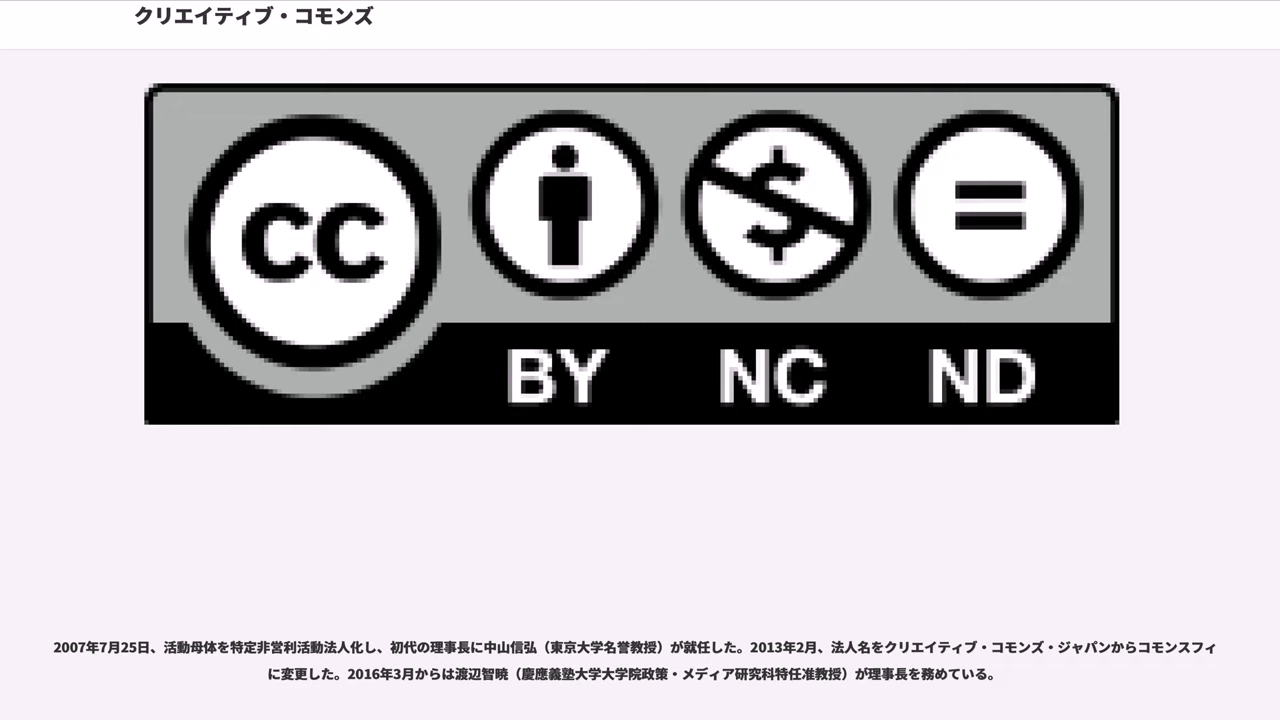 クリエイティブ・コモンズ
CC
BY NC ND
2007年7月25日、活動母体を特定非営利活動法人化し、初代の理事長に中山信弘（東京大学名誉教授）が就任した。2013年2月、法人名をクリエイティブ・コモンズ・ジャパンからコモンスフィ
に変更した。2016年3月からは渡辺智暁（慶應義塾大学大学院政策・メディア研究科特任准教授）が理事長を務めている。